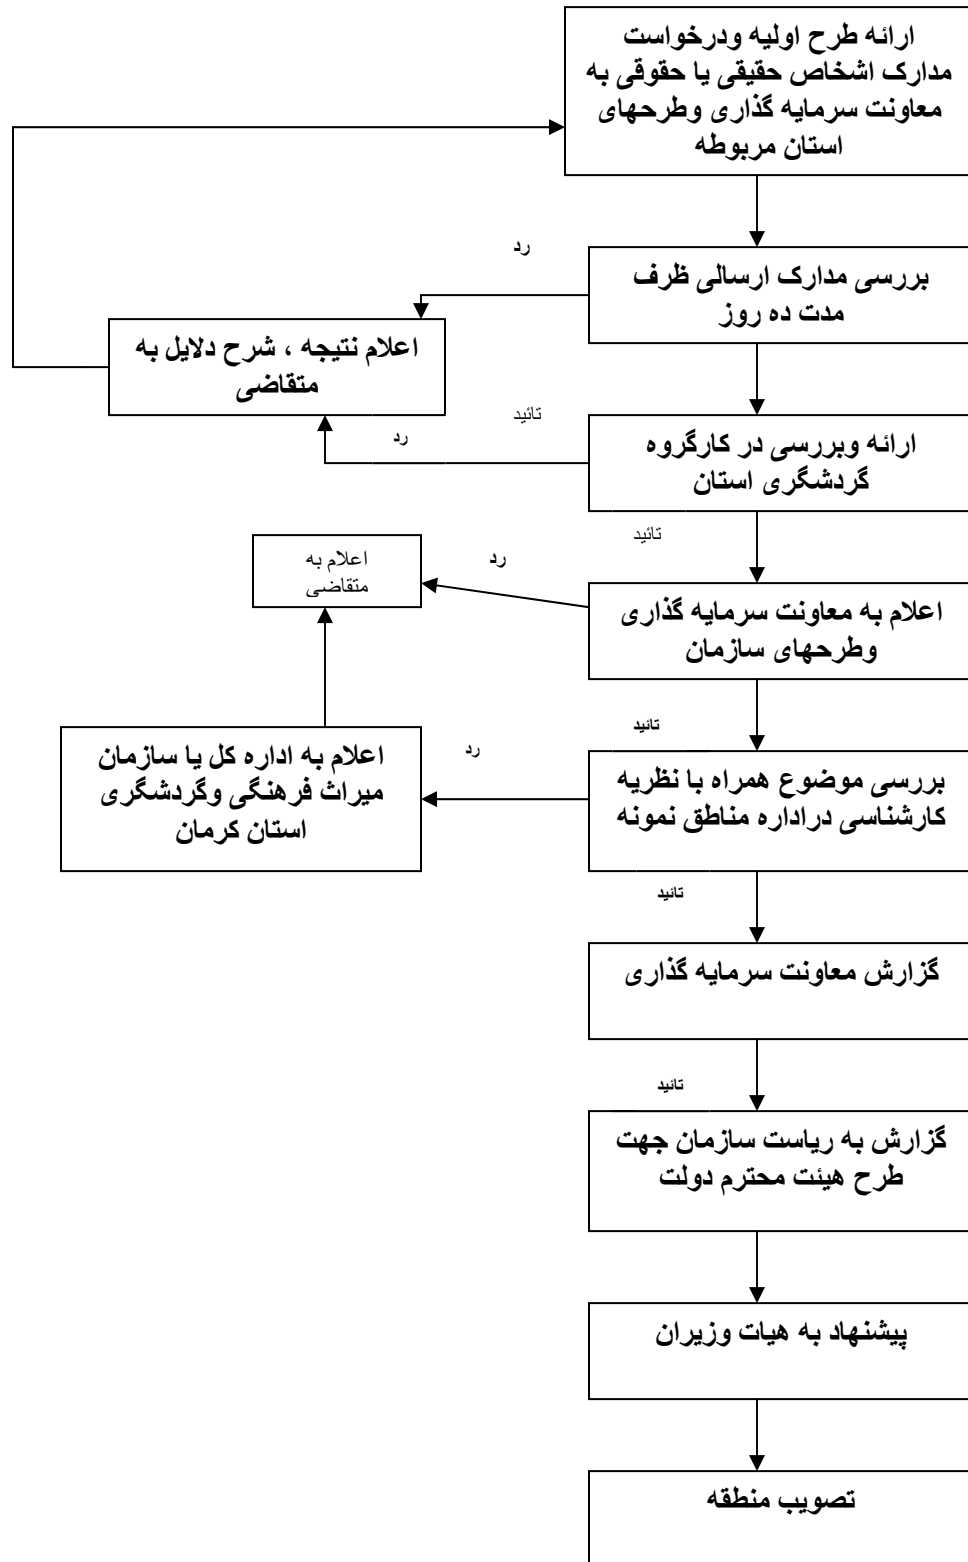 ارائه طرح اولیه ودرخواست
مدارک اشخاص حقیقی یا حقوقی به
معاونت سرمایه گذاری وطرحهای
استان مربوطه
رد
بررسی مدارک ارسالی ظرف
مدت ده روز
اعلام نتیجه ، شرح دلایل به
متقاضی
تائید
رد
ارائه وبررسی در کارگروه
گردشگری استان
تائید
رد
اعلام به
متقاضی
اعلام به معاونت سرمایه گذاری
وطرحهای سازمان
تائید
رد
بررسی موضوع همراه با نظریه
کارشناسی دراداره مناطق نمونه
اعلام به اداره کل یا سازمان
میراث فرهنگی وگردشگری
استان کرمان
تائید
گزارش معاونت سرمایه گذاری
تائید
گزارش به ریاست سازمان جهت
طرح هیئت محترم دولت
پیشنهاد به هیات وزیران
تصویب منطقه